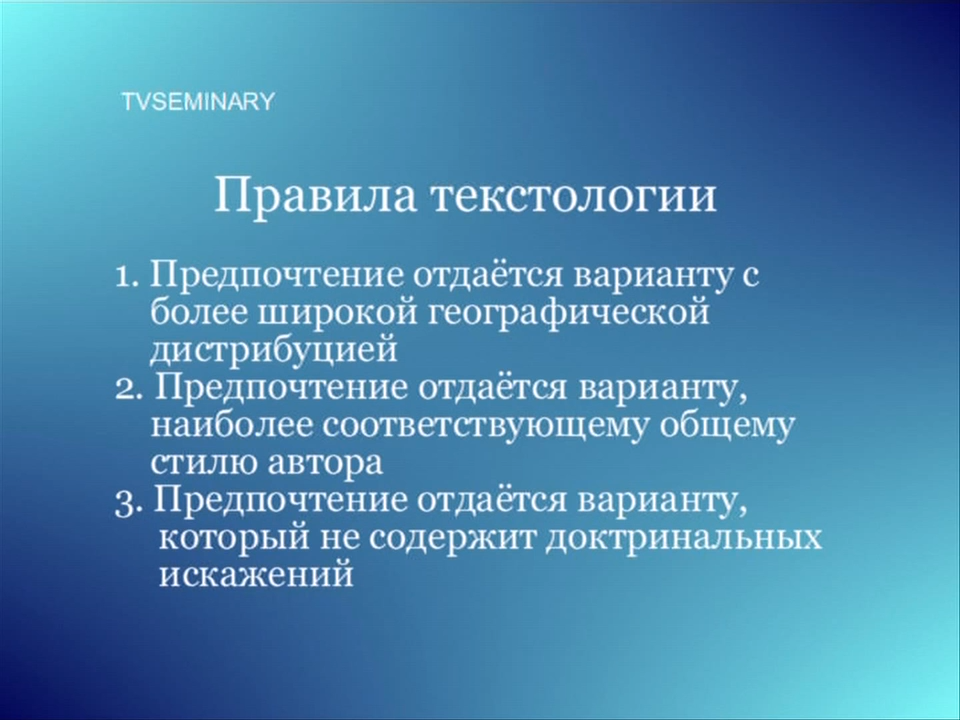 TVSEMINARY
Правила текстологии
1. Предпочтение отдаётся варианту с
более широкой географической
дистрибуцией
2. Предпочтение отдаётся варианту,
наиболее соответствующему общему
стилю автора
3. Предпочтение отдаётся варианту,
который не содержит доктринальных
искажений